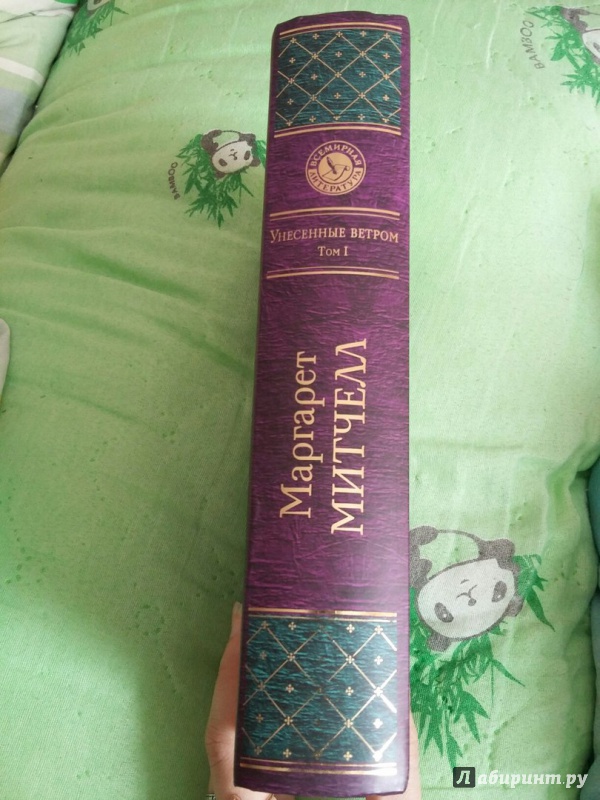 ВСЕМИРНАЯ
ЛИТЕРАТУРА
УНЕСЕННЫЕ ВЕТРОМ
ТОМ I
Маргарет
МИТЧЕЛЛ
BAMBOO
BAMBOO
Лабиринт.ру